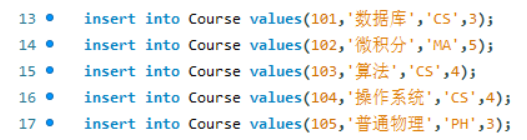 13 insert into Course values(101,'数据库','CS',3);
14 insert into Course values(102,'微积分','MA',5);
15 insert into Course values(103,'算法','CS',4);
16 insert into Course values(104,'操作系统','CS',4);
17 insert into Course values(105,'普通物理','PH',3);